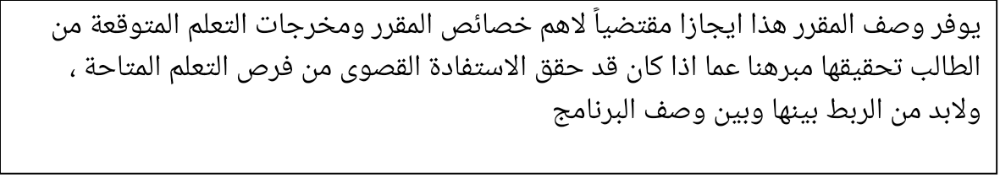 يوفر وصف المقرر هذا ايجازا مقتضياً لاهم خصائص المقرر ومخرجات التعلم المتوقعة من
الطالب تحقيقها مبرهنا عما اذا كان قد حقق الاستفادة القصوى من فرص التعلم المتاحة ،
ولابد من الربط بينها وبين وصف البرنامج